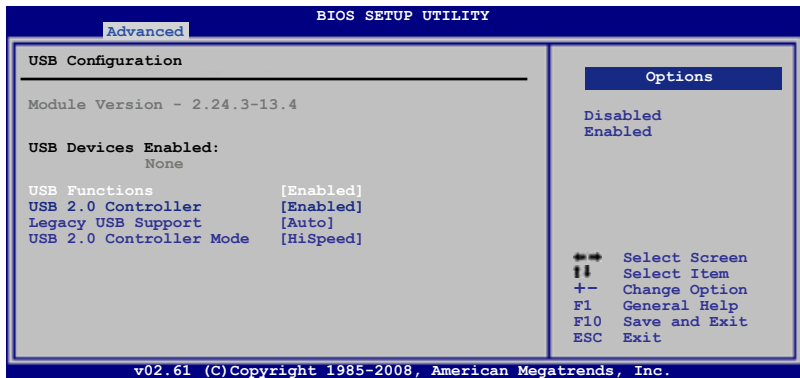 BIOS SETUP UTILITY
Advanced
USB Configuration
Module Version - 2.24.3-13.4
USB Devices Enabled:
None
USB Functions [Enabled]
USB 2.0 Controller [Enabled]
Legacy USB Support [Auto]
USB 2.0 Controller Mode [HiSpeed]
Options
Disabled
Enabled
←→ Select Screen
↑↓ Select Item
+- Change Option
F1 General Help
F10 Save and Exit
ESC Exit
v02.61 (C)Copyright 1985-2008, American Megatrends, Inc.